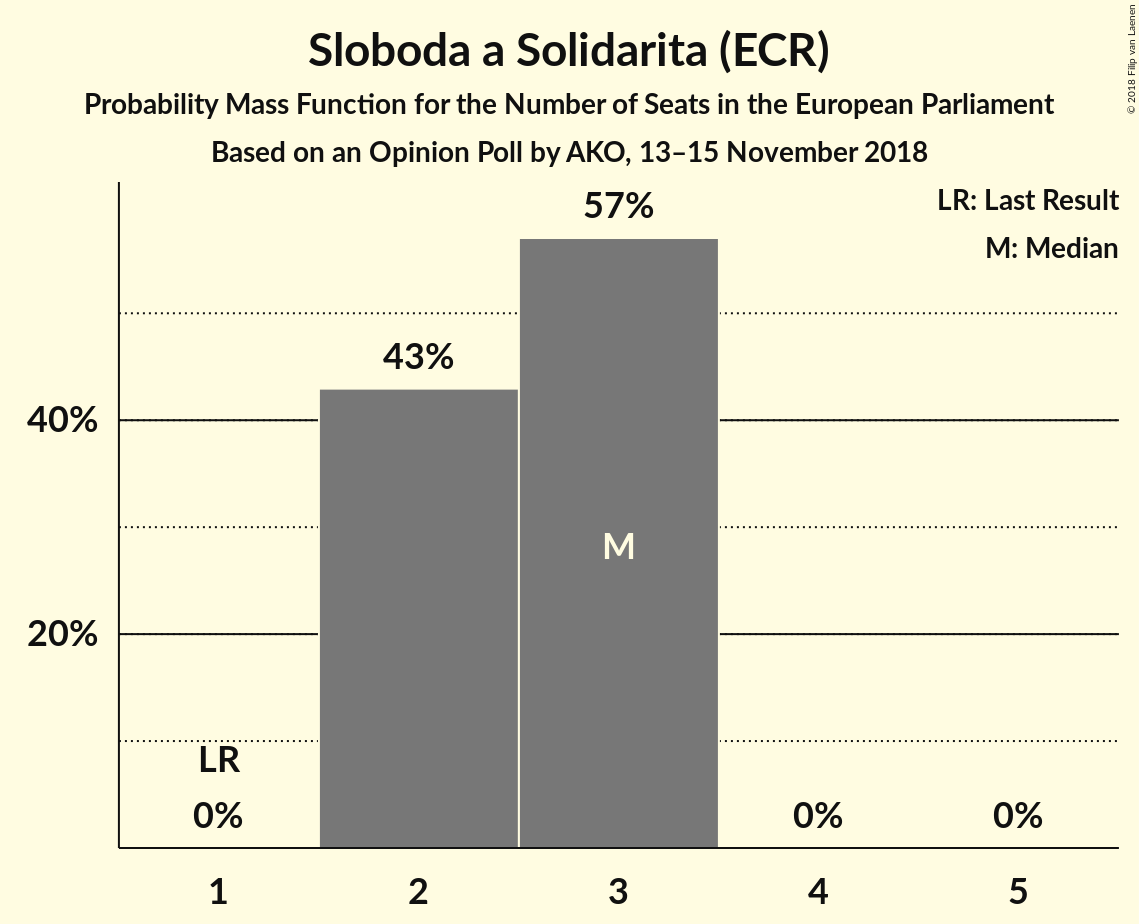 Sloboda a Solidarita (ECR)
Probability Mass Function for the Number of Seats in the European Parliament
Based on an Opinion Poll by AKO, 13–15 November 2018
© 2018 Filip van Laenen
LR: Last Result
M: Median
57%
43%
40%
M
20%
LR
0%
0%
0%
1
2
3
4
5